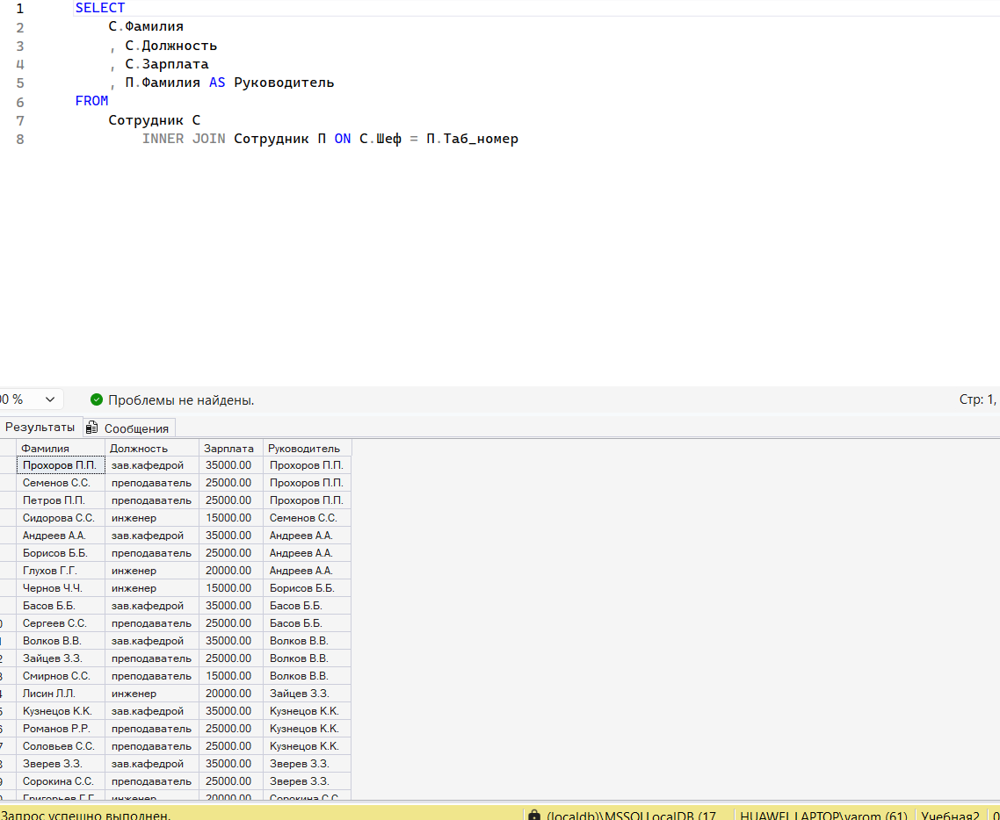 1 SELECT
2 С.Фамилия
3 , С.Должность
4 , С.Зарплата
5 , П.Фамилия AS Руководитель
6 FROM
7 Сотрудник С
8 INNER JOIN Сотрудник П ON С.Шеф = П.Таб_номер
00 % Проблемы не найдены. Стр: 1,
Результаты Сообщения
Фамилия Должность Зарплата Руководитель
Прохоров П.П. зав.кафедрой 35000.00 Прохоров П.П.
Семенов С.С. преподаватель 25000.00 Прохоров П.П.
Петров П.П. преподаватель 25000.00 Прохоров П.П.
Сидорова С.С. инженер 15000.00 Семенов С.С.
Андреев А.А. зав.кафедрой 35000.00 Андреев А.А.
Борисов Б.Б. преподаватель 25000.00 Андреев А.А.
Глухов Г.Г. инженер 20000.00 Андреев А.А.
Чернов Ч.Ч. инженер 15000.00 Борисов Б.Б.
Басов Б.Б. зав.кафедрой 35000.00 Басов Б.Б.
0 Сергеев С.С. преподаватель 25000.00 Басов Б.Б.
1 Волков В.В. зав.кафедрой 35000.00 Волков В.В.
2 Зайцев З.З. преподаватель 25000.00 Волков В.В.
3 Смирнов С.С. преподаватель 15000.00 Волков В.В.
4 Лисин Л.Л. инженер 20000.00 Зайцев З.З.
5 Кузнецов К.К. зав.кафедрой 35000.00 Кузнецов К.К.
6 Романов Р.Р. преподаватель 25000.00 Кузнецов К.К.
7 Соловьев С.С. преподаватель 25000.00 Кузнецов К.К.
8 Зверев З.З. зав.кафедрой 35000.00 Зверев З.З.
9 Сорокина С.С. преподаватель 25000.00 Зверев З.З.
0 Григорьев Г.Г. инженер 20000.00 Сорокина С.С.
Запрос успешно выполнен. (localdb)\MSSQLLocalDB (17 HUAWEI_LAPTOP\varom (61) Учебная2 0